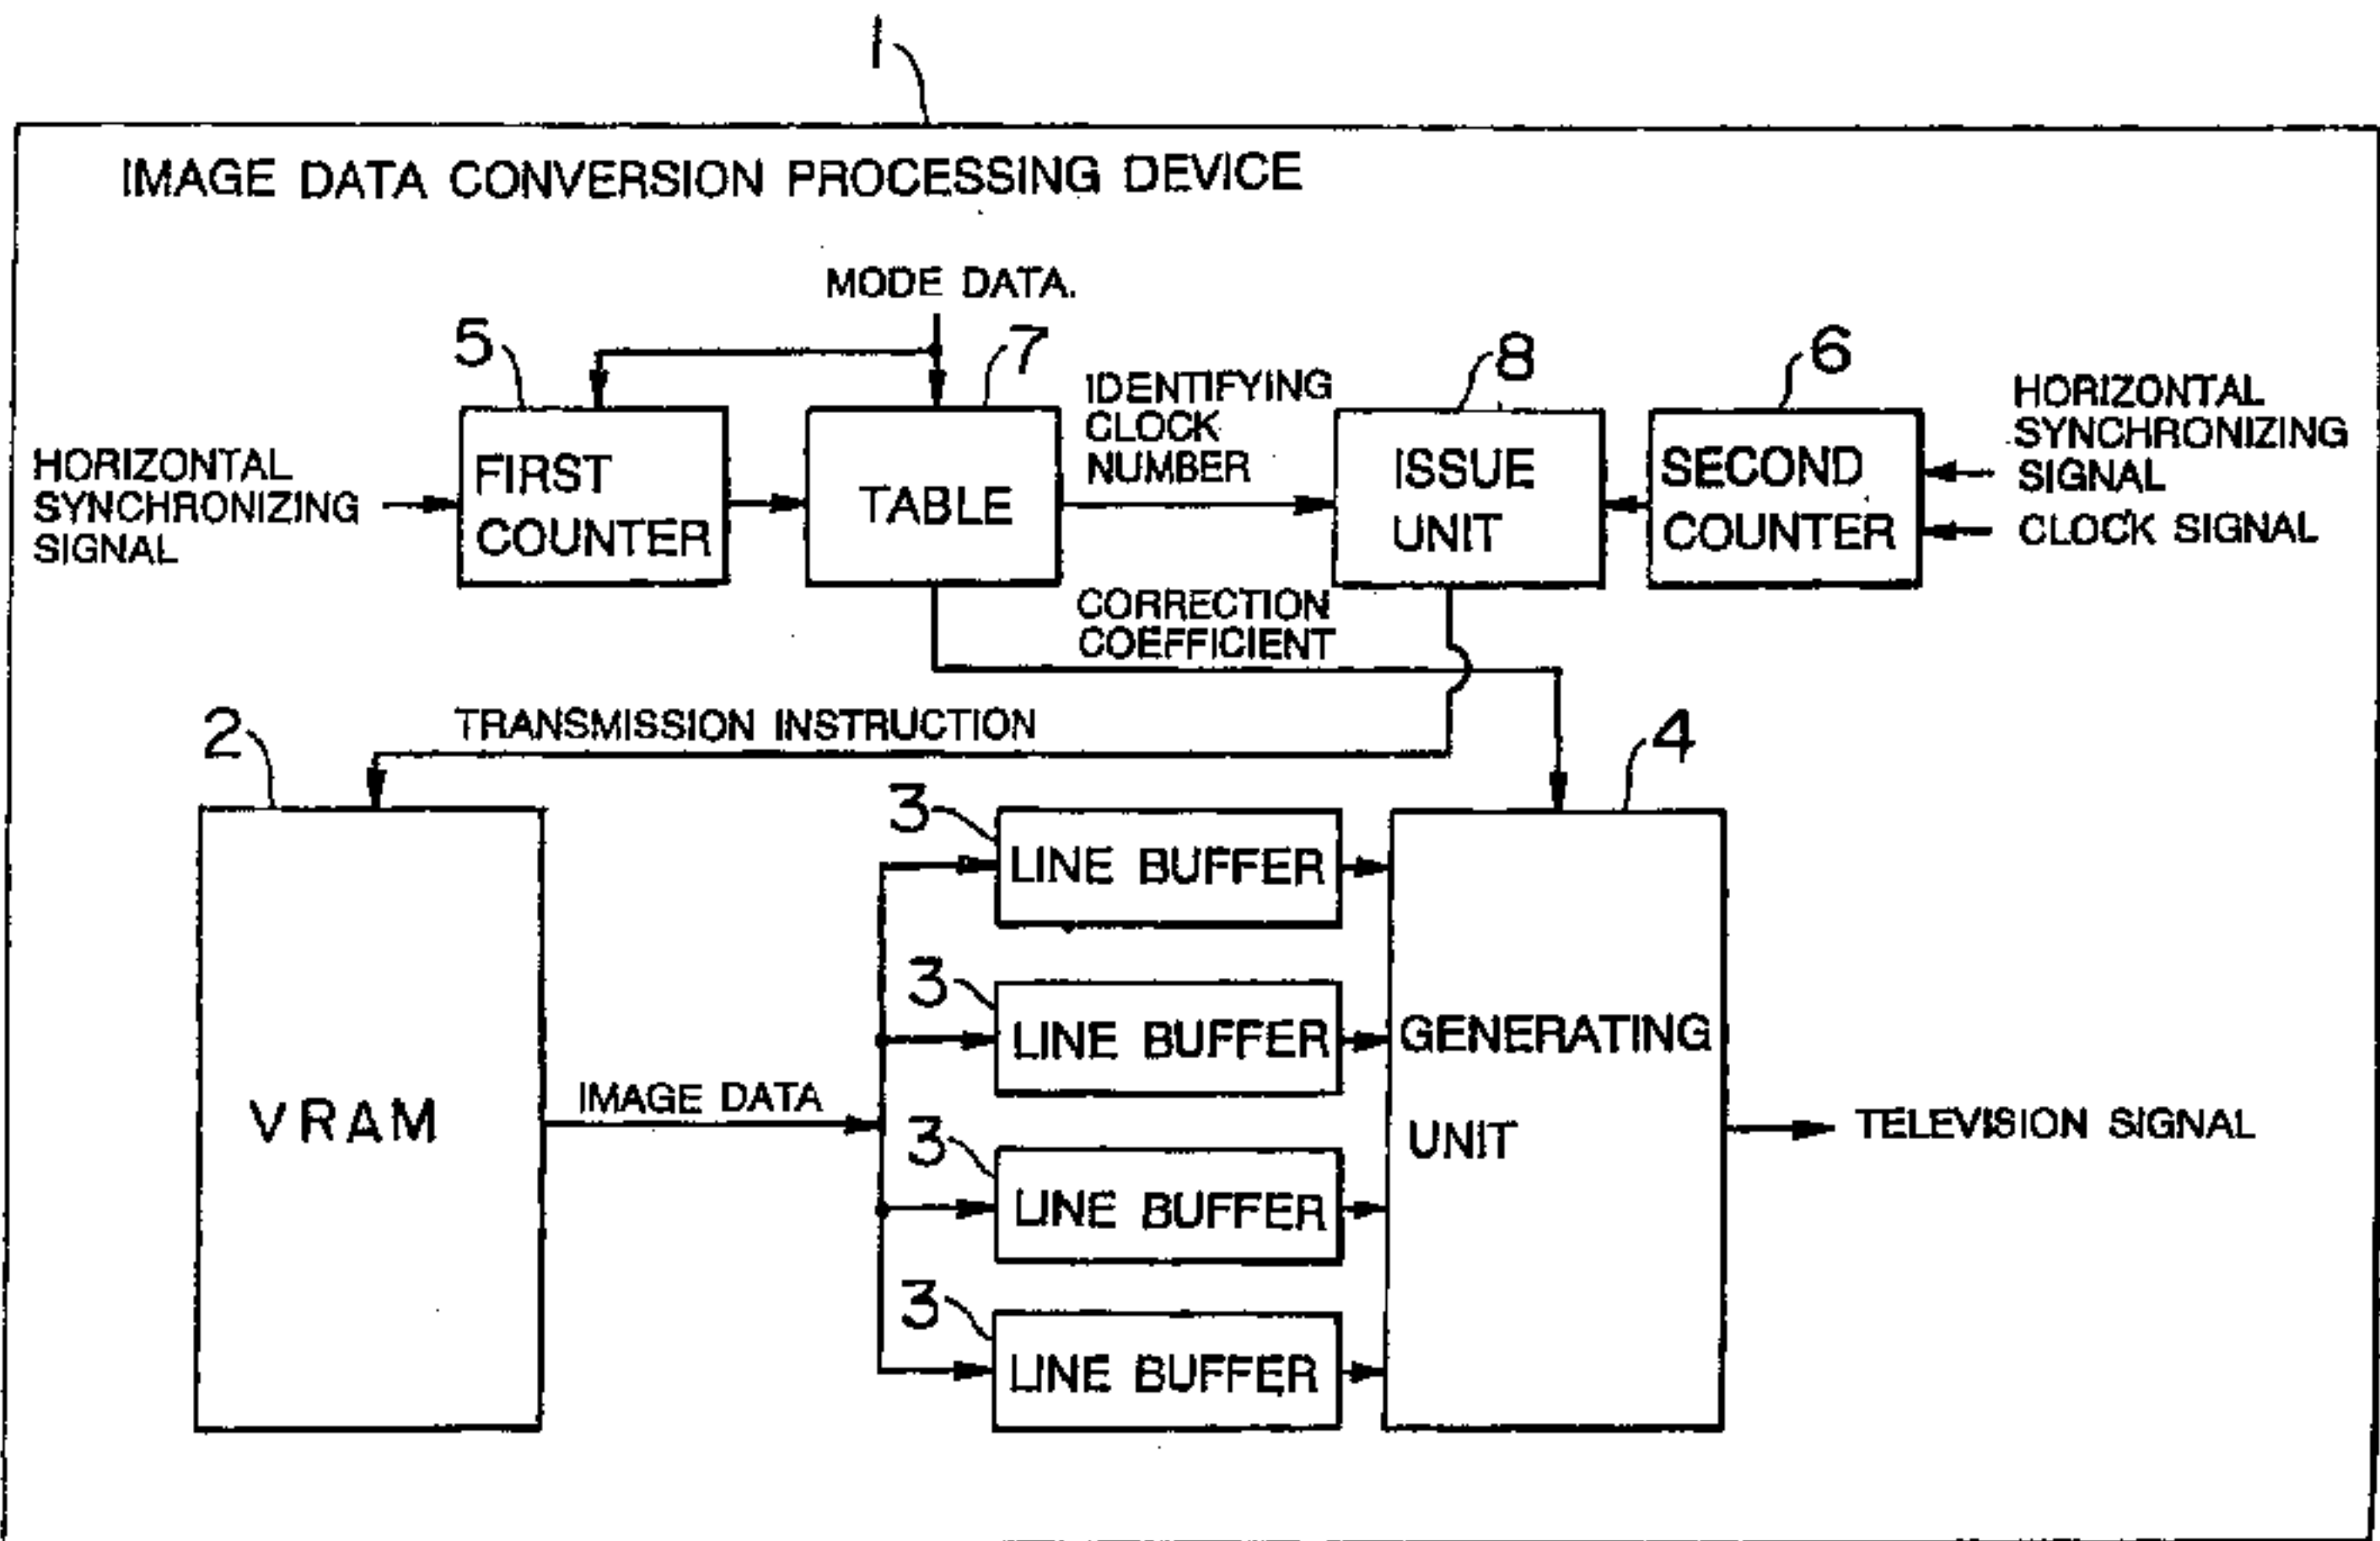 1
IMAGE DATA CONVERSION PROCESSING DEVICE
MODE DATA.
5
7
8
6
HORIZONTAL
SYNCHRONIZING
SIGNAL
FIRST
COUNTER
TABLE
IDENTIFYING
CLOCK
NUMBER
ISSUE
UNIT
SECOND
COUNTER
HORIZONTAL
SYNCHRONIZING
SIGNAL
CLOCK SIGNAL
CORRECTION
COEFFICIENT
TRANSMISSION INSTRUCTION
2
4
VRAM
IMAGE DATA
3
LINE BUFFER
3
LINE BUFFER
3
LINE BUFFER
3
LINE BUFFER
GENERATING
UNIT
TELEVISION SIGNAL